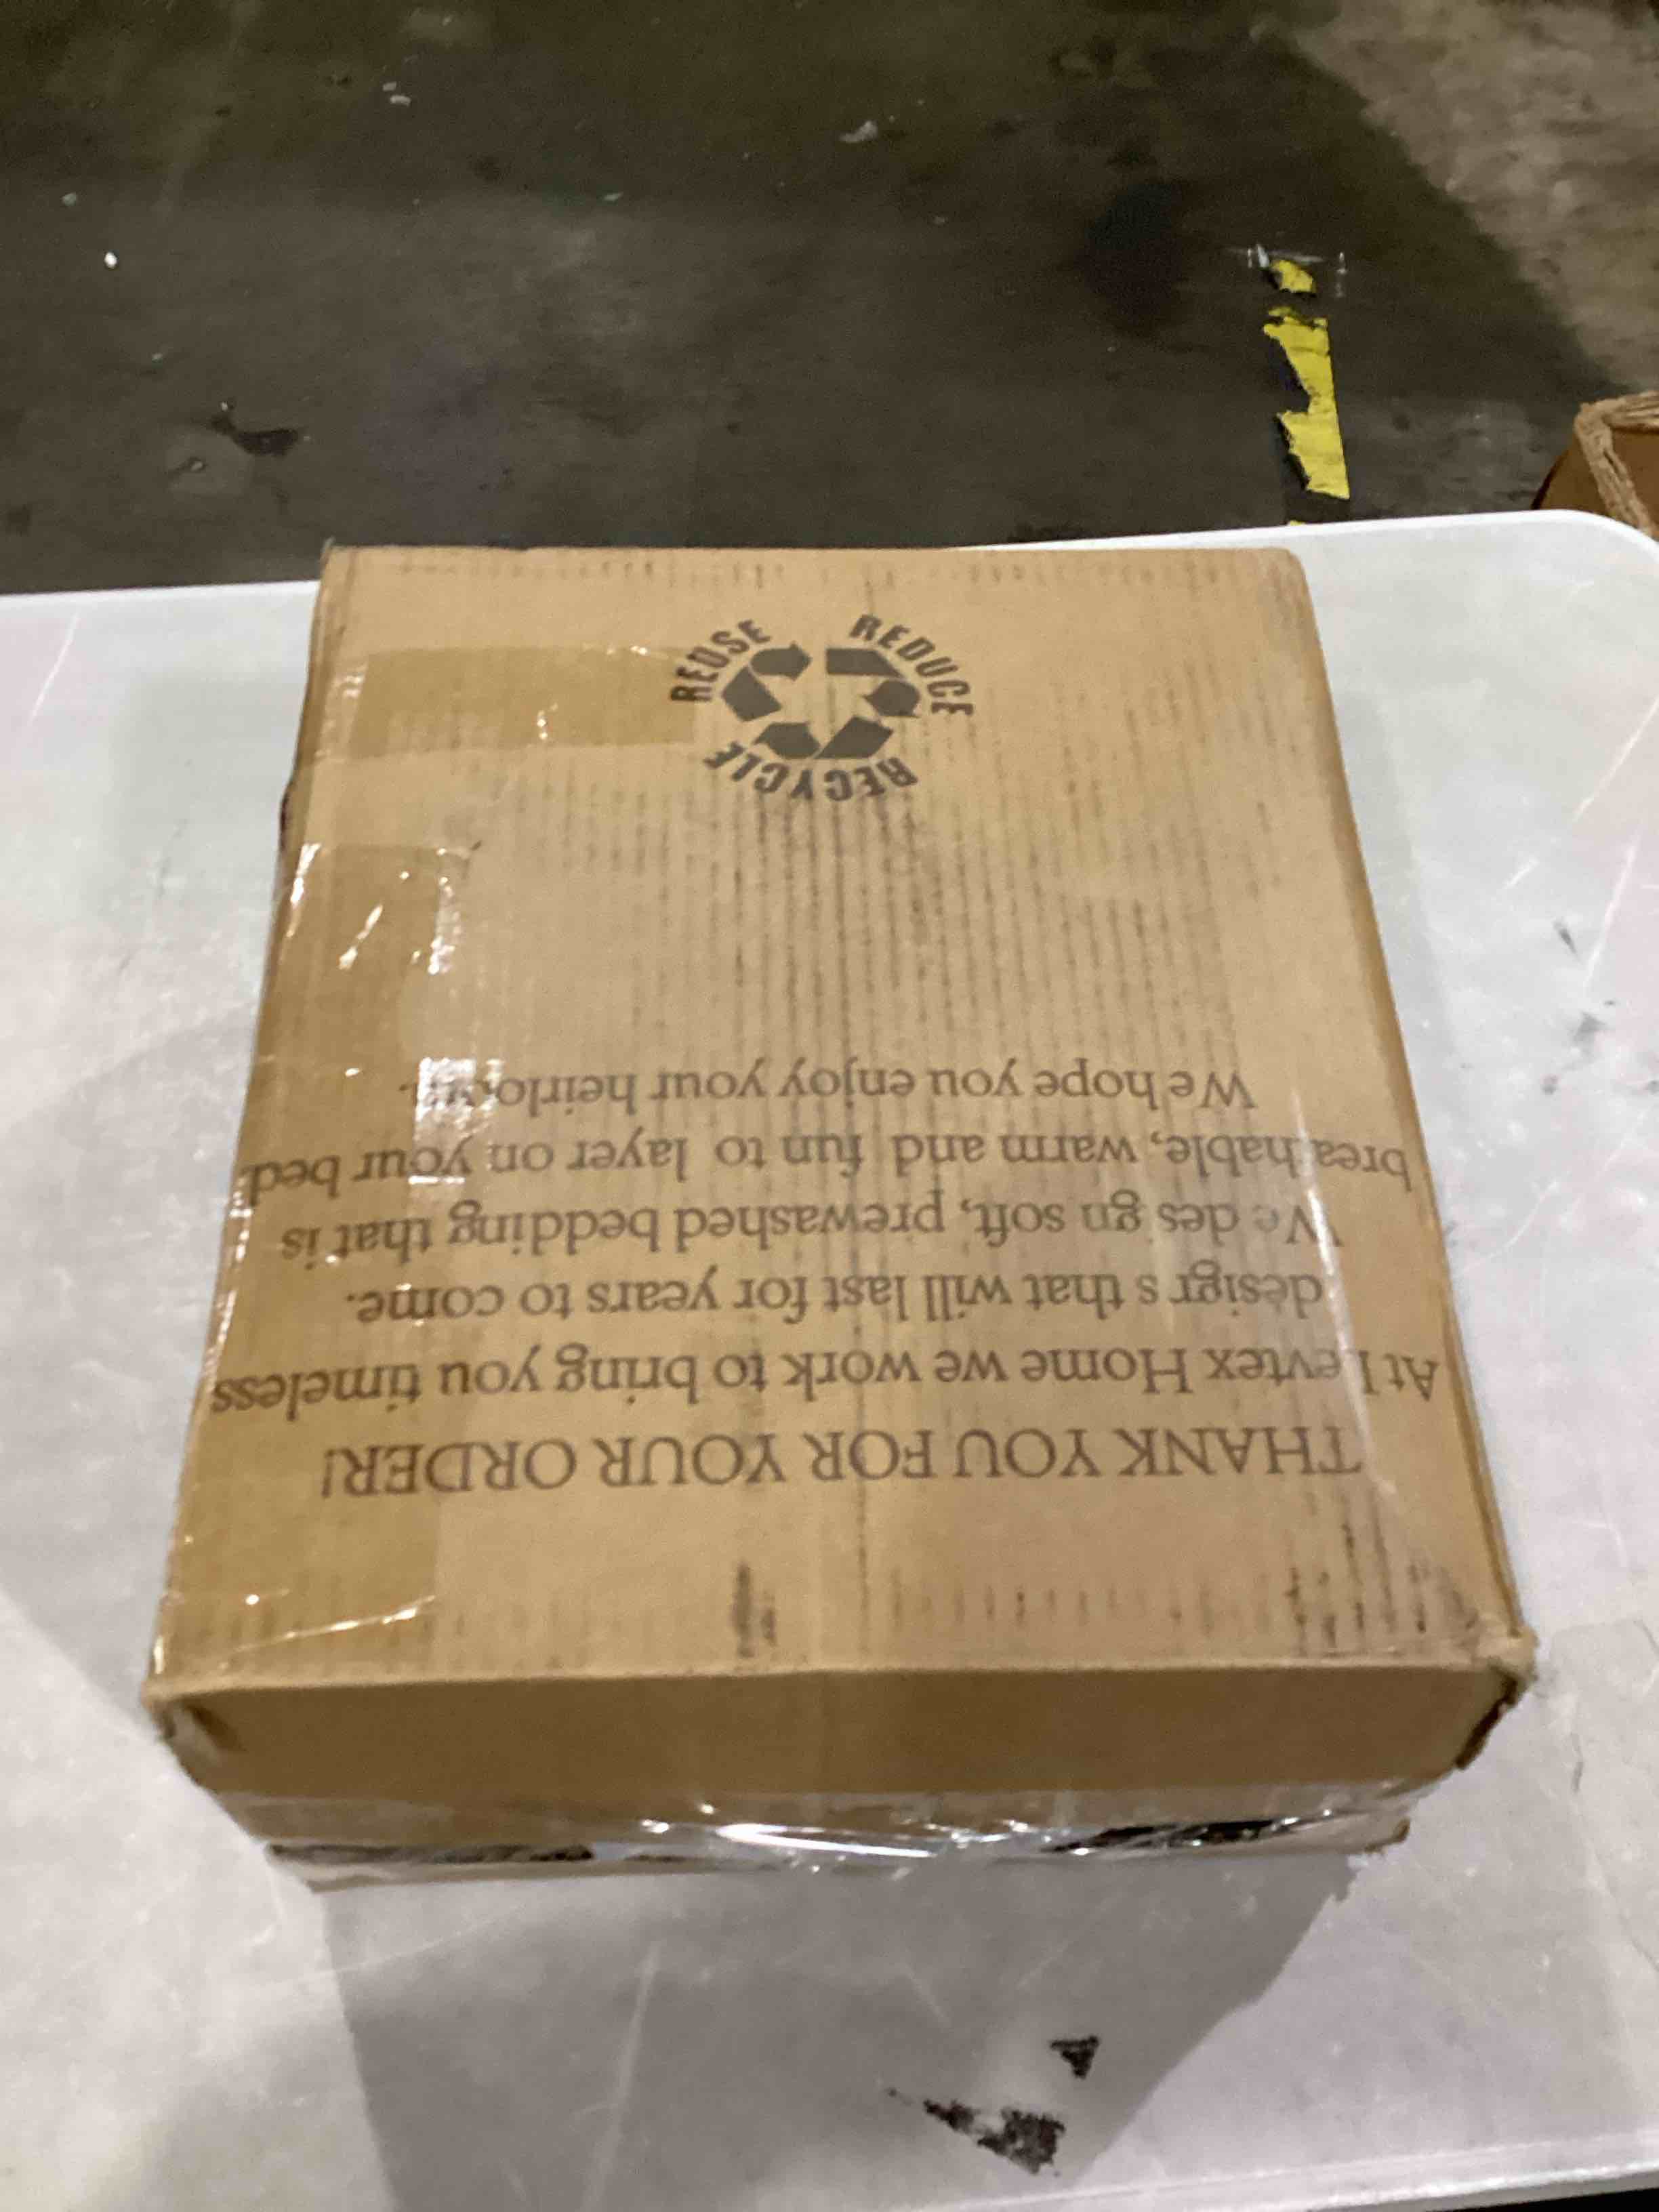 THANK YOU FOR YOUR ORDER!
At Levtex Home we work to bring you timeless
designs that will last for years to come.
We design soft, prewashed bedding that is
breathable, warm and fun to layer on your bed.
We hope you enjoy your heirloom.
REUSE
REDUCE
RECYCLE